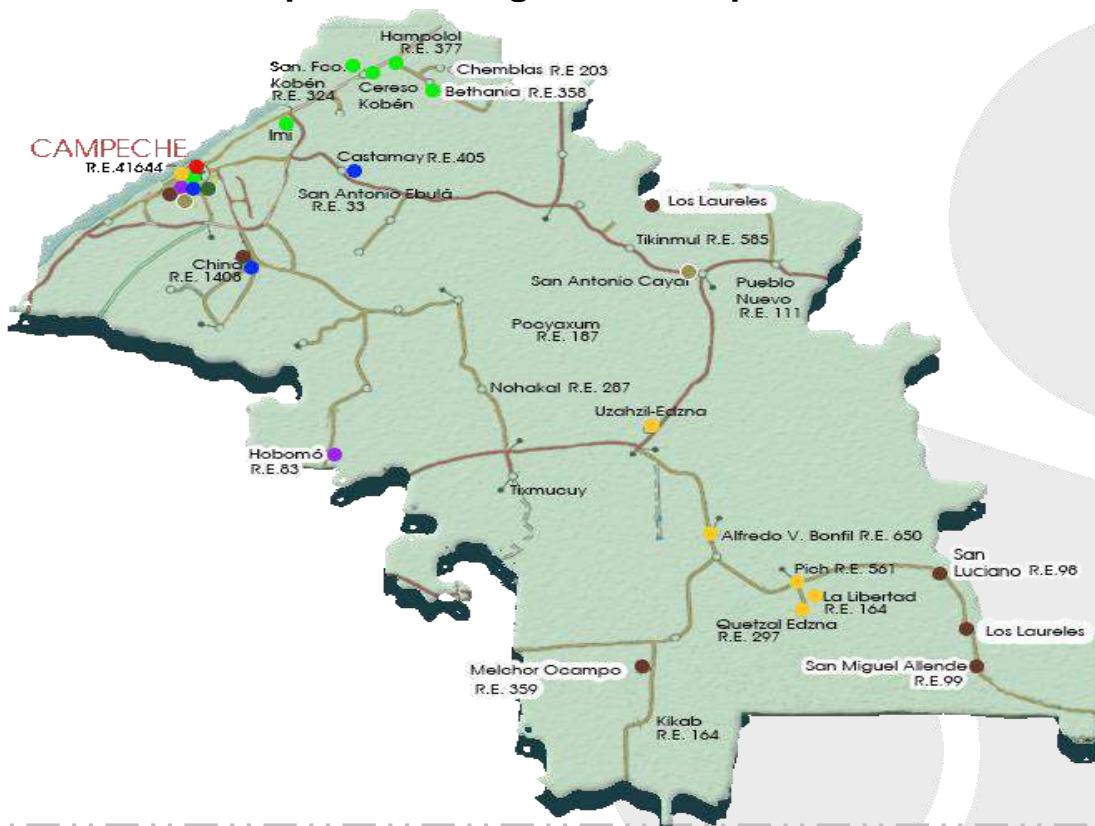 Hampolol
R.E. 377
San. Fco.
Kobén
R.E. 324
Cereso
Kobén
Chemblas R.E 203
Bethania R.E.358
Imi
CAMPECHE
R.E.41644
Castamay R.E.405
San Antonio Ebulá
R.E. 33
Los Laureles
Tikinmul R.E. 585
China
R.E. 1408
San Antonio Cayal
Pueblo
Nuevo
R.E. 111
Pocyaxum
R.E. 187
Nohakal R.E. 287
Uzahzil-Edzna
Hobomó
R.E.83
Tixmucuy
Alfredo V. Bonfil R.E. 650
San
Luciano R.E.98
Pich R.E. 561
La Libertad
R.E. 164
Quetzal Edzna
R.E. 297
Los Laureles
Melchor Ocampo
R.E. 359
San Miguel Allende
R.E.99
Kikab
R.E. 164